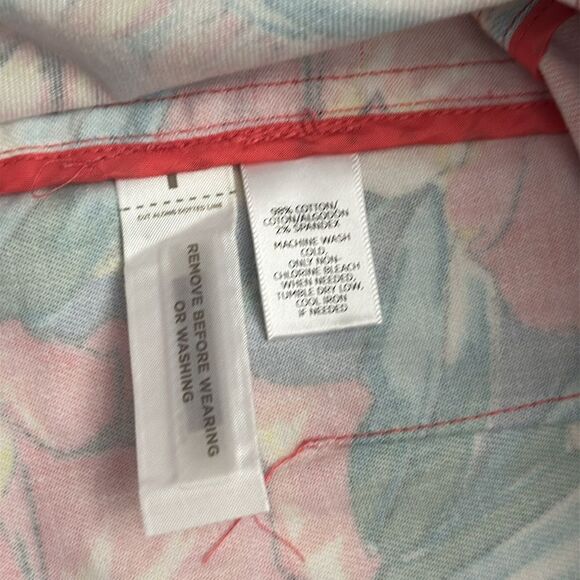 CUT ALONG DOTTED LINE
REMOVE BEFORE WEARING
OR WASHING
98% COTTON/
COTON/ALGODÓN
2% SPANDEX
MACHINE WASH
COLD,
ONLY NON-
CHLORINE BLEACH
WHEN NEEDED,
TUMBLE DRY LOW,
COOL IRON
IF NEEDED